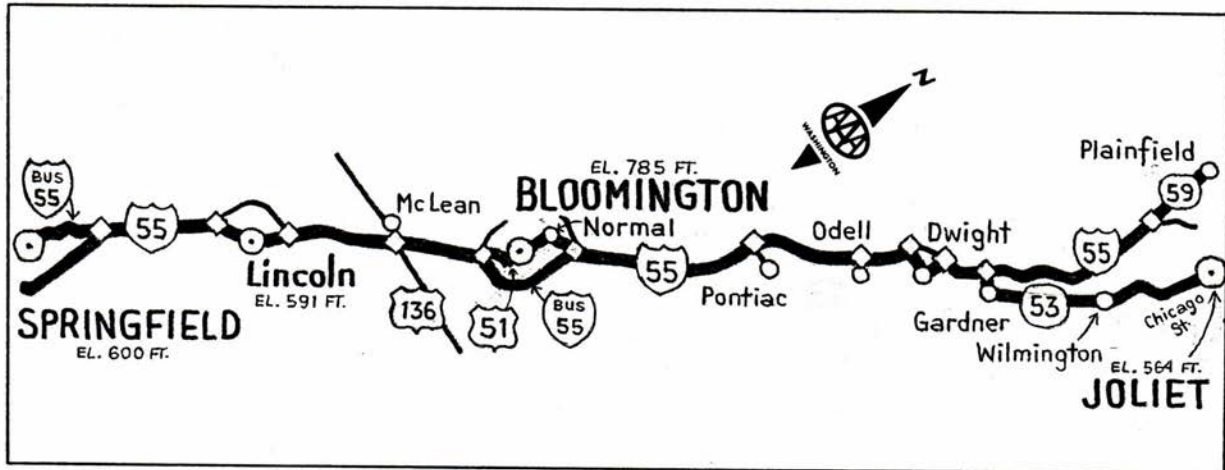 N
AAA
WASHINGTON
Plainfield
59
EL. 785 FT.
BLOOMINGTON
BUS
55
McLean
Normal
Odell
Dwight
55
55
55
Lincoln
EL. 591 FT.
Pontiac
136
51
BUS
55
53
Gardner
Wilmington
Chicago
St.
SPRINGFIELD
EL. 600 FT.
EL. 564 FT.
JOLIET